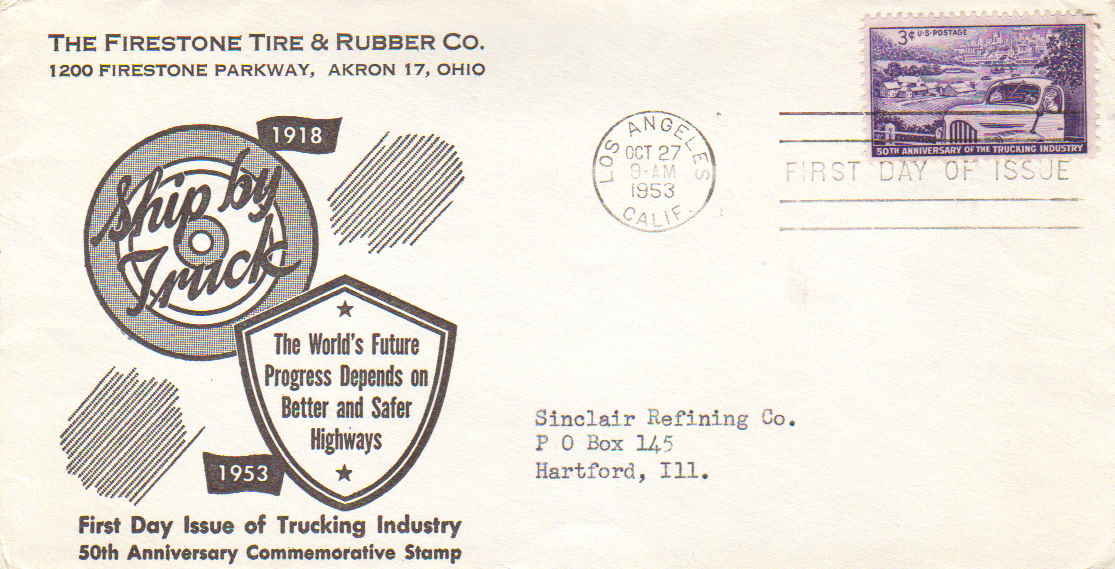 THE FIRESTONE TIRE & RUBBER CO.
1200 FIRESTONE PARKWAY, AKRON 17, OHIO
1918
Ship by
Truck
The World's Future
Progress Depends on
Better and Safer
Highways
1953
First Day Issue of Trucking Industry
50th Anniversary Commemorative Stamp
LOS ANGELES
OCT 27
9-AM
1953
CALIF.
3¢ U.S. POSTAGE
50TH ANNIVERSARY OF THE TRUCKING INDUSTRY
FIRST DAY OF ISSUE
Sinclair Refining Co.
P O Box 145
Hartford, Ill.